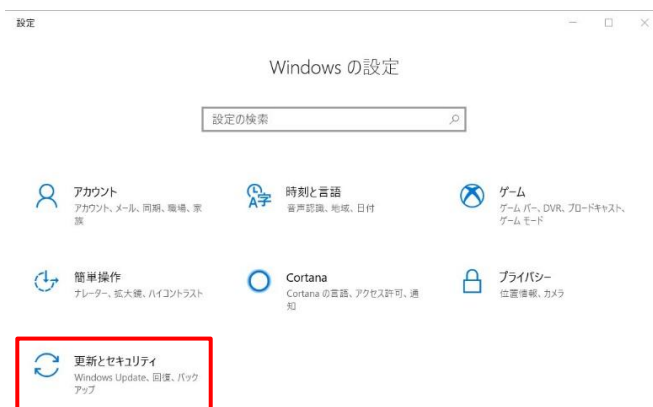 設定
Windows の設定
設定の検索
アカウント
アカウント、メール、同期、職場、家
族
時刻と言語
音声認識、地域、日付
ゲーム
ゲーム バー、DVR、ブロードキャスト、
ゲーム モード
簡単操作
ナレーター、拡大鏡、ハイコントラスト
Cortana
Cortana の言語、アクセス許可、通
知
プライバシー
位置情報、カメラ
更新とセキュリティ
Windows Update、回復、バック
アップ